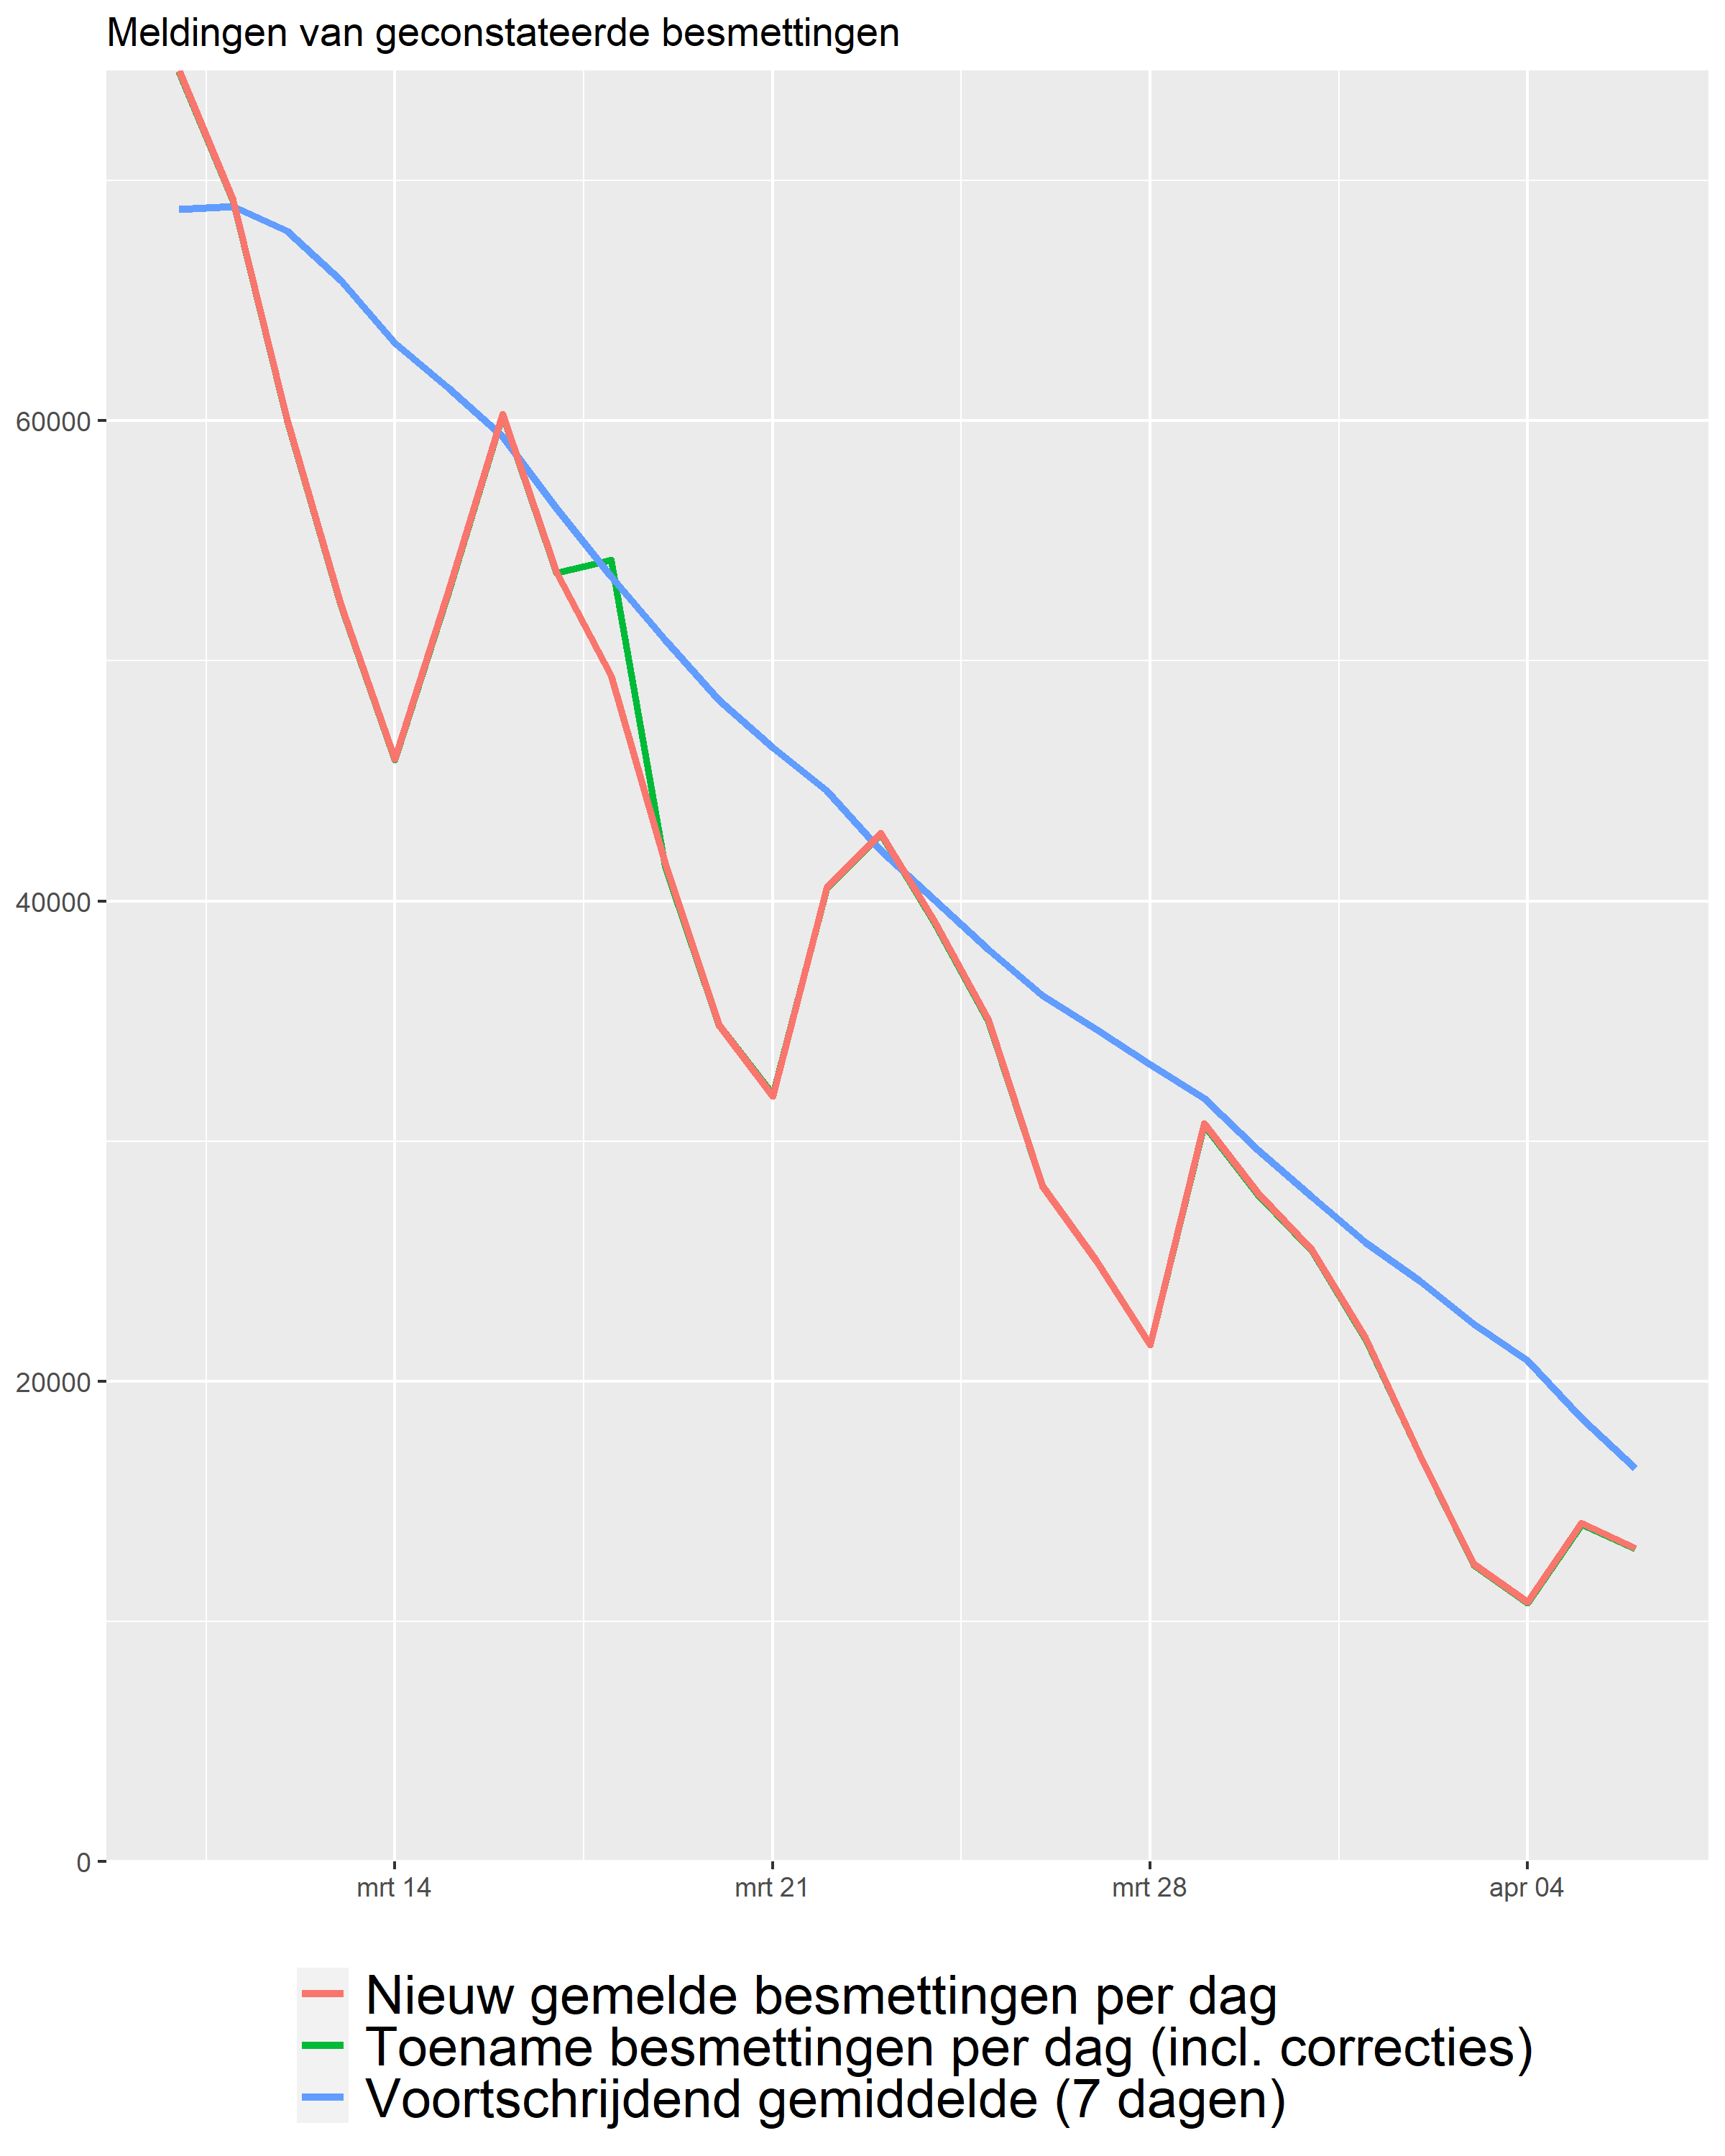 Meldingen van geconstateerde besmettingen
60000
40000
20000
0
mrt 14
mrt 21
mrt 28
apr 04
Nieuw gemelde besmettingen per dag
Toename besmettingen per dag (incl. correcties)
Voortschrijdend gemiddelde (7 dagen)